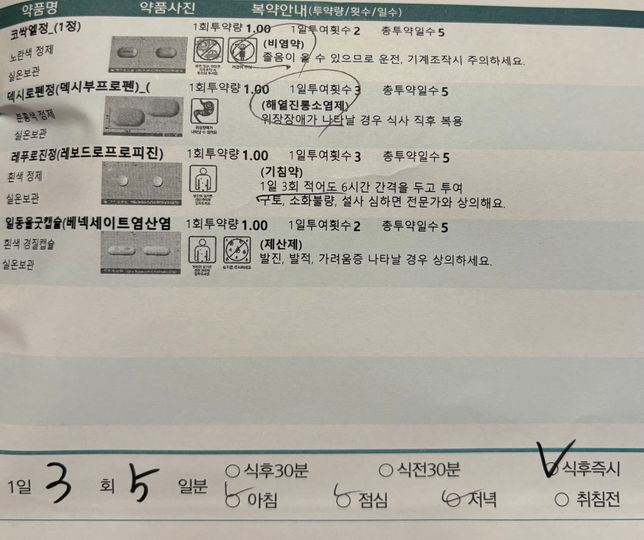 약품명 약품사진 복약안내(투약량/횟수/일수)
코싹엘정_(1정) 1회투약량 1.00 1일투여횟수 2 총투약일수 5
노란색 정제 (비염약)
실온보관 졸음이 올 수 있으므로 운전, 기계조작시 주의하세요.
덱시로펜정(덱시부프로펜)_( 1회투약량 1.00 1일투여횟수 3 총투약일수 5
분홍색 정제 (해열진통소염제)
실온보관 위장장애가 나타날 경우 식사 직후 복용
레푸로진정(레보드로프로피진) 1회투약량 1.00 1일투여횟수 3 총투약일수 5
흰색 정제 (기침약)
1일 3회 적어도 6시간 간격을 두고 투여
실온보관 구토, 소화불량, 설사 심하면 전문가와 상의해요.
일동올굿캡슐(베넥세이트염산염 1회투약량 1.00 1일투여횟수 3 총투약일수 5
흰색 경질캡슐 (제산제)
실온보관 발진, 발적, 가려움증 나타날 경우 상의하세요.
1일 3 회 5 일분 식후30분 식전30분 식후즉시
아침 점심 저녁 취침전